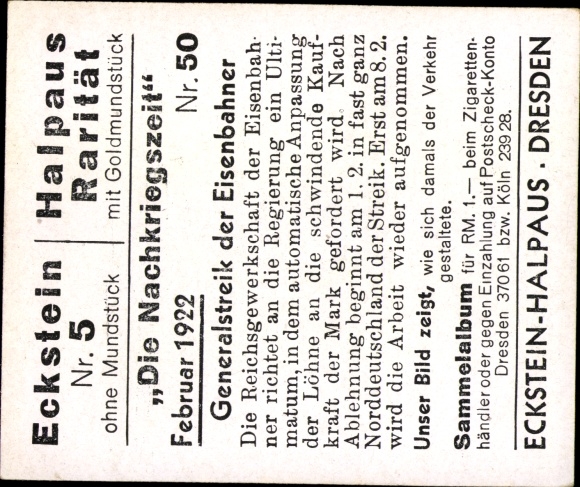 Eckstein
Nr. 5
ohne Mundstück
Halpaus
Rarität
mit Goldmundstück
„Die Nachkriegszeit“
Februar 1922 Nr. 50
Generalstreik der Eisenbahner
Die Reichsgewerkschaft der Eisenbah-
ner richtet an die Regierung ein Ulti-
matum, in dem automatische Anpassung
der Löhne an die schwindende Kauf-
kraft der Mark gefordert wird. Nach
Ablehnung beginnt am 1. 2. in fast ganz
Norddeutschland der Streik. Erst am 8. 2.
wird die Arbeit wieder aufgenommen.
Unser Bild zeigt, wie sich damals der Verkehr
gestaltete.
Sammelalbum für RM. 1.— beim Zigaretten-
händler oder gegen Einzahlung auf Postscheck-Konto
Dresden 37061 bzw. Köln 23928.
ECKSTEIN-HALPAUS · DRESDEN